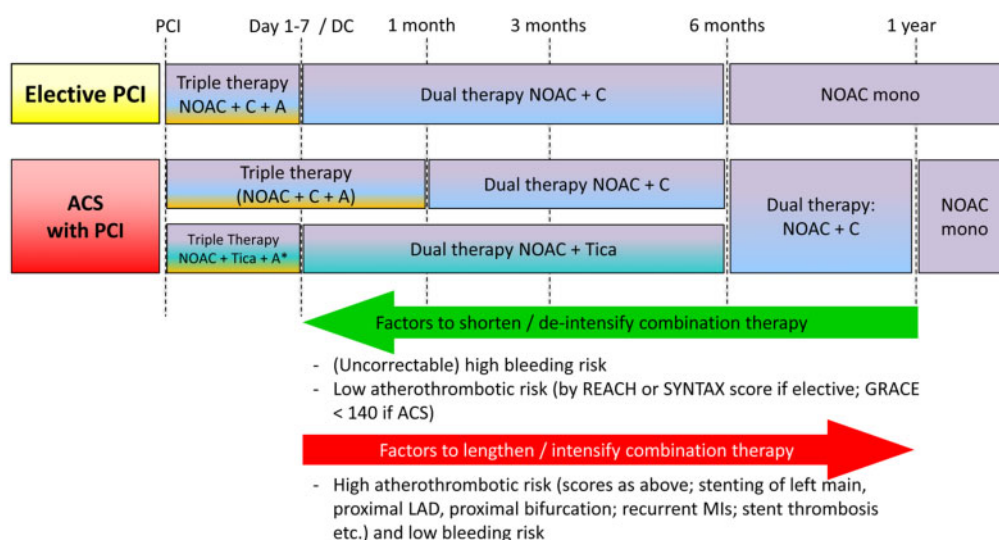 PCI
Day 1-7 / DC
1 month
3 months
6 months
1 year
Elective PCI
Triple therapy
NOAC + C + A
Dual therapy NOAC + C
NOAC mono
ACS
with PCI
Triple therapy
(NOAC + C + A)
Dual therapy NOAC + C
Triple Therapy
NOAC + Tica + A*
Dual therapy NOAC + Tica
Dual therapy:
NOAC + C
NOAC
mono
Factors to shorten / de-intensify combination therapy
- (Uncorrectable) high bleeding risk
- Low atherothrombotic risk (by REACH or SYNTAX score if elective; GRACE
< 140 if ACS)
Factors to lengthen / intensify combination therapy
- High atherothrombotic risk (scores as above; stenting of left main,
proximal LAD, proximal bifurcation; recurrent MIs; stent thrombosis
etc.) and low bleeding risk